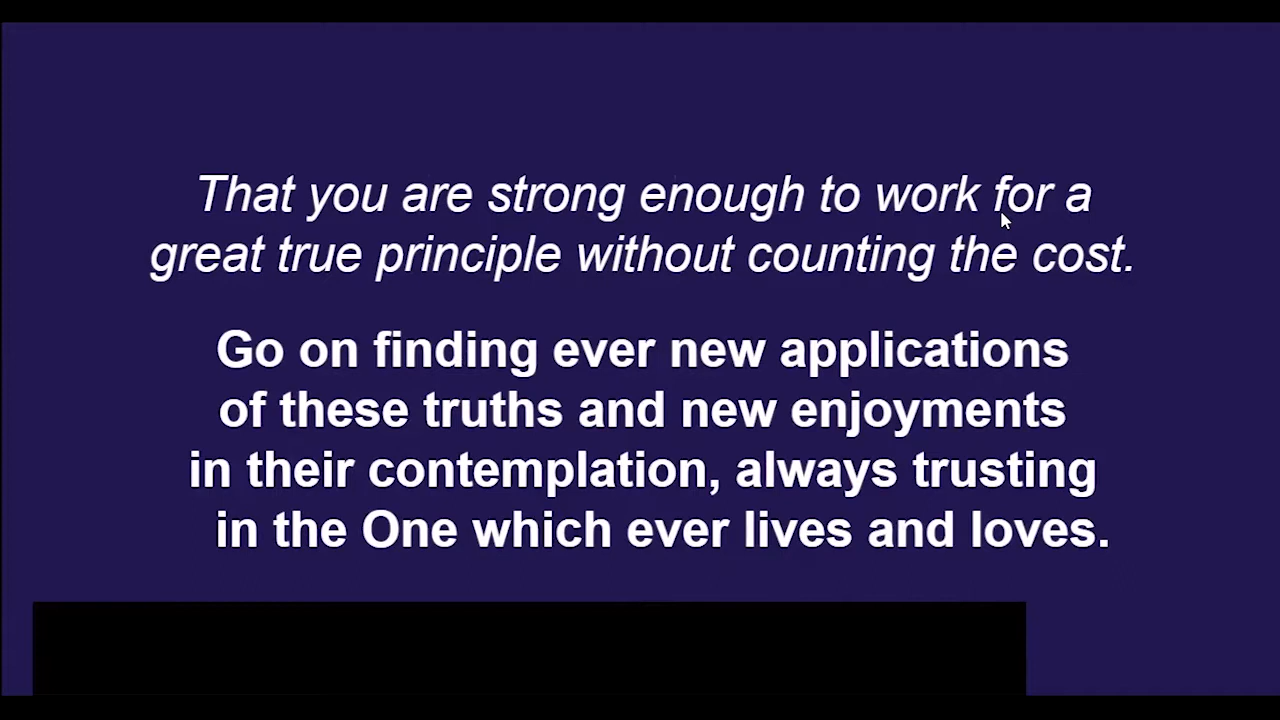 That you are strong enough to work for a
great true principle without counting the cost.
Go on finding ever new applications
of these truths and new enjoyments
in their contemplation, always trusting
in the One which ever lives and loves.